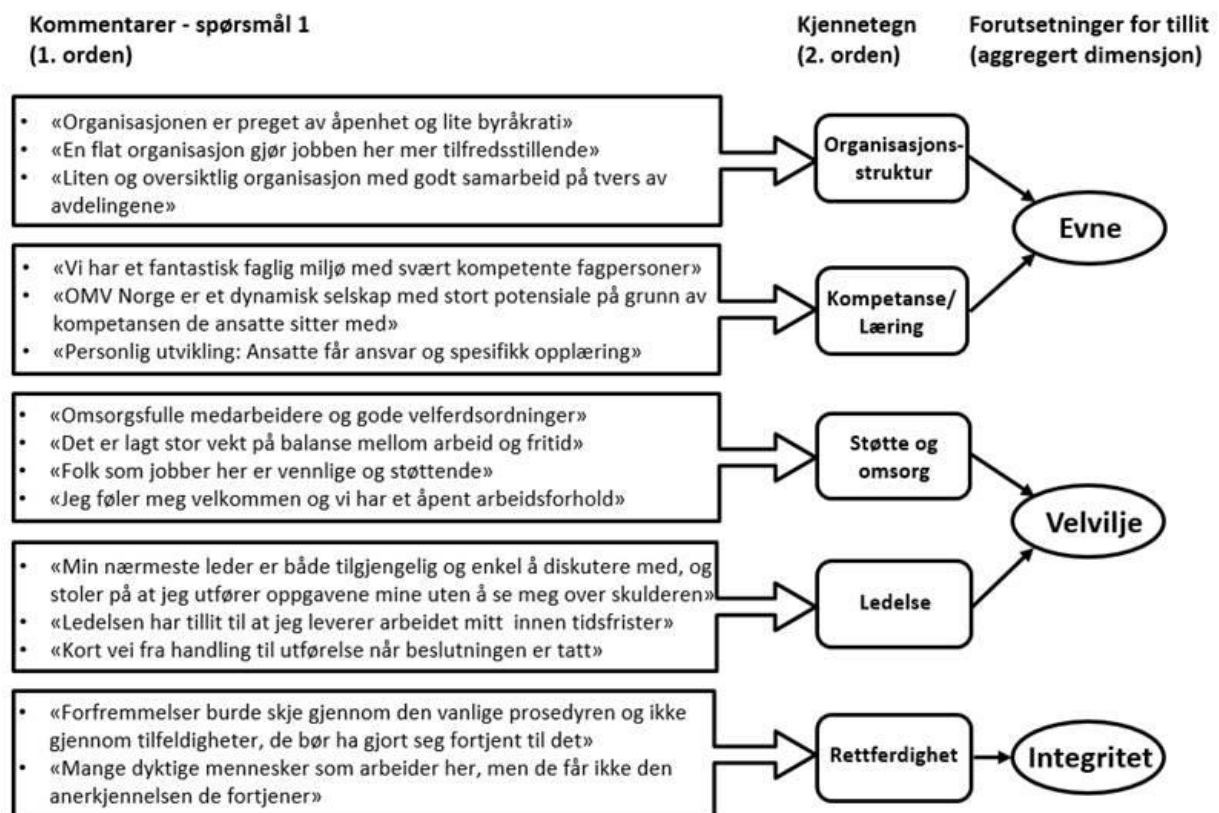 Kommentarer - spørsmål 1
(1. orden)
Kjennetegn
(2. orden)
Forutsetninger for tillit
(aggregert dimensjon)
• «Organisasjonen er preget av åpenhet og lite byråkrati»
• «En flat organisasjon gjør jobben her mer tilfredsstillende»
• «Liten og oversiktlig organisasjon med godt samarbeid på tvers av
avdelingene»
Organisasjons-
struktur
Evne
• «Vi har et fantastisk faglig miljø med svært kompetente fagpersoner»
• «OMV Norge er et dynamisk selskap med stort potensiale på grunn av
kompetansen de ansatte sitter med»
• «Personlig utvikling: Ansatte får ansvar og spesifikk opplæring»
Kompetanse/
Læring
• «Omsorgsfulle medarbeidere og gode velferdsordninger»
• «Det er lagt stor vekt på balanse mellom arbeid og fritid»
• «Folk som jobber her er vennlige og støttende»
• «Jeg føler meg velkommen og vi har et åpent arbeidsforhold»
Støtte og
omsorg
Velvilje
• «Min nærmeste leder er både tilgjengelig og enkel å diskutere med, og
stoler på at jeg utfører oppgavene mine uten å se meg over skulderen»
• «Ledelsen har tillit til at jeg leverer arbeidet mitt innen tidsfrister»
• «Kort vei fra handling til utførelse når beslutningen er tatt»
Ledelse
• «Forfremmelser burde skje gjennom den vanlige prosedyren og ikke
gjennom tilfeldigheter, de bør ha gjort seg fortjent til det»
• «Mange dyktige mennesker som arbeider her, men de får ikke den
anerkjennelsen de fortjener»
Rettferdighet
Integritet